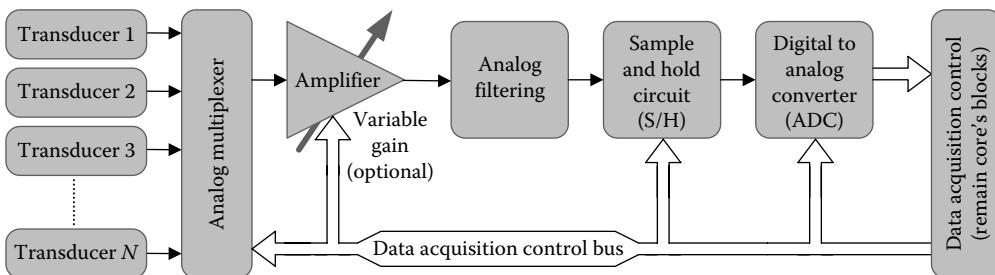 Transducer 1
Transducer 2
Transducer 3
Transducer N
Analog multiplexer
Amplifier
Variable
gain
(optional)
Analog
filtering
Sample
and hold
circuit
(S/H)
Digital to
analog
converter
(ADC)
Data acquisition control
(remain core's blocks)
Data acquisition control bus